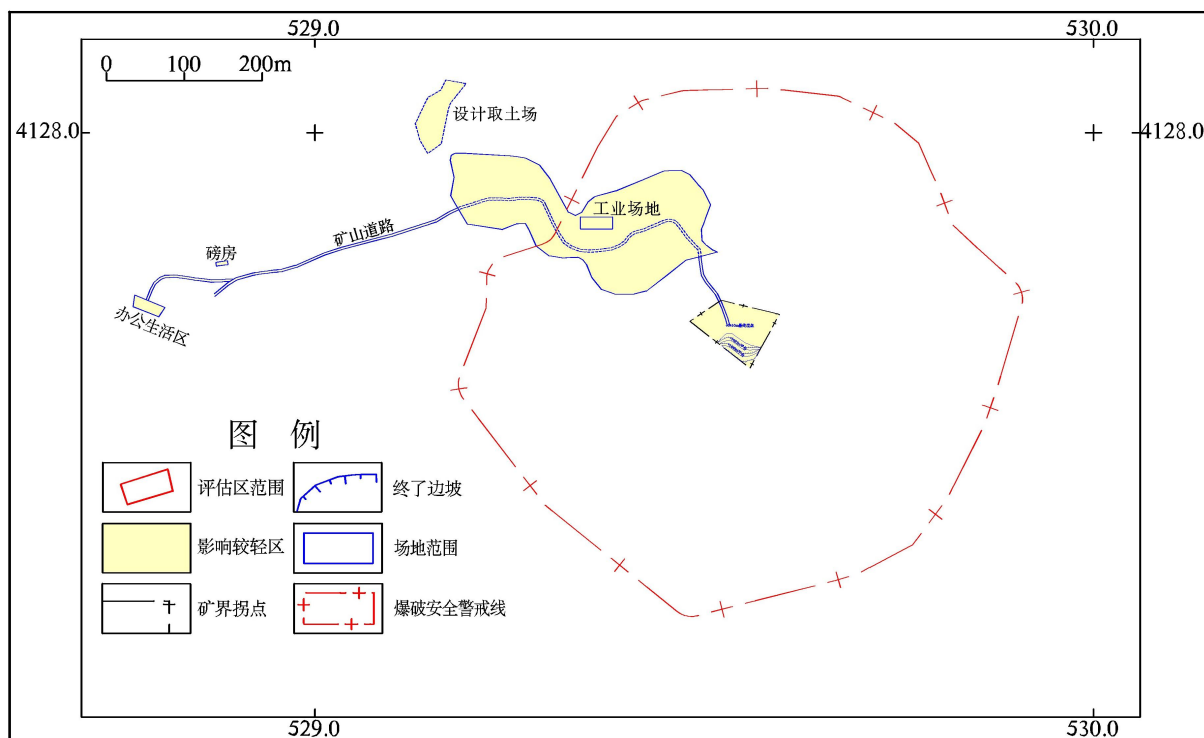 529.0
530.0
0 100 200m
设计取土场
4128.0
4128.0
工业场地
矿山道路
磅房
办公生活区
图 例
评估区范围
终了边坡
影响较轻区
场地范围
矿界拐点
爆破安全警戒线
529.0
530.0